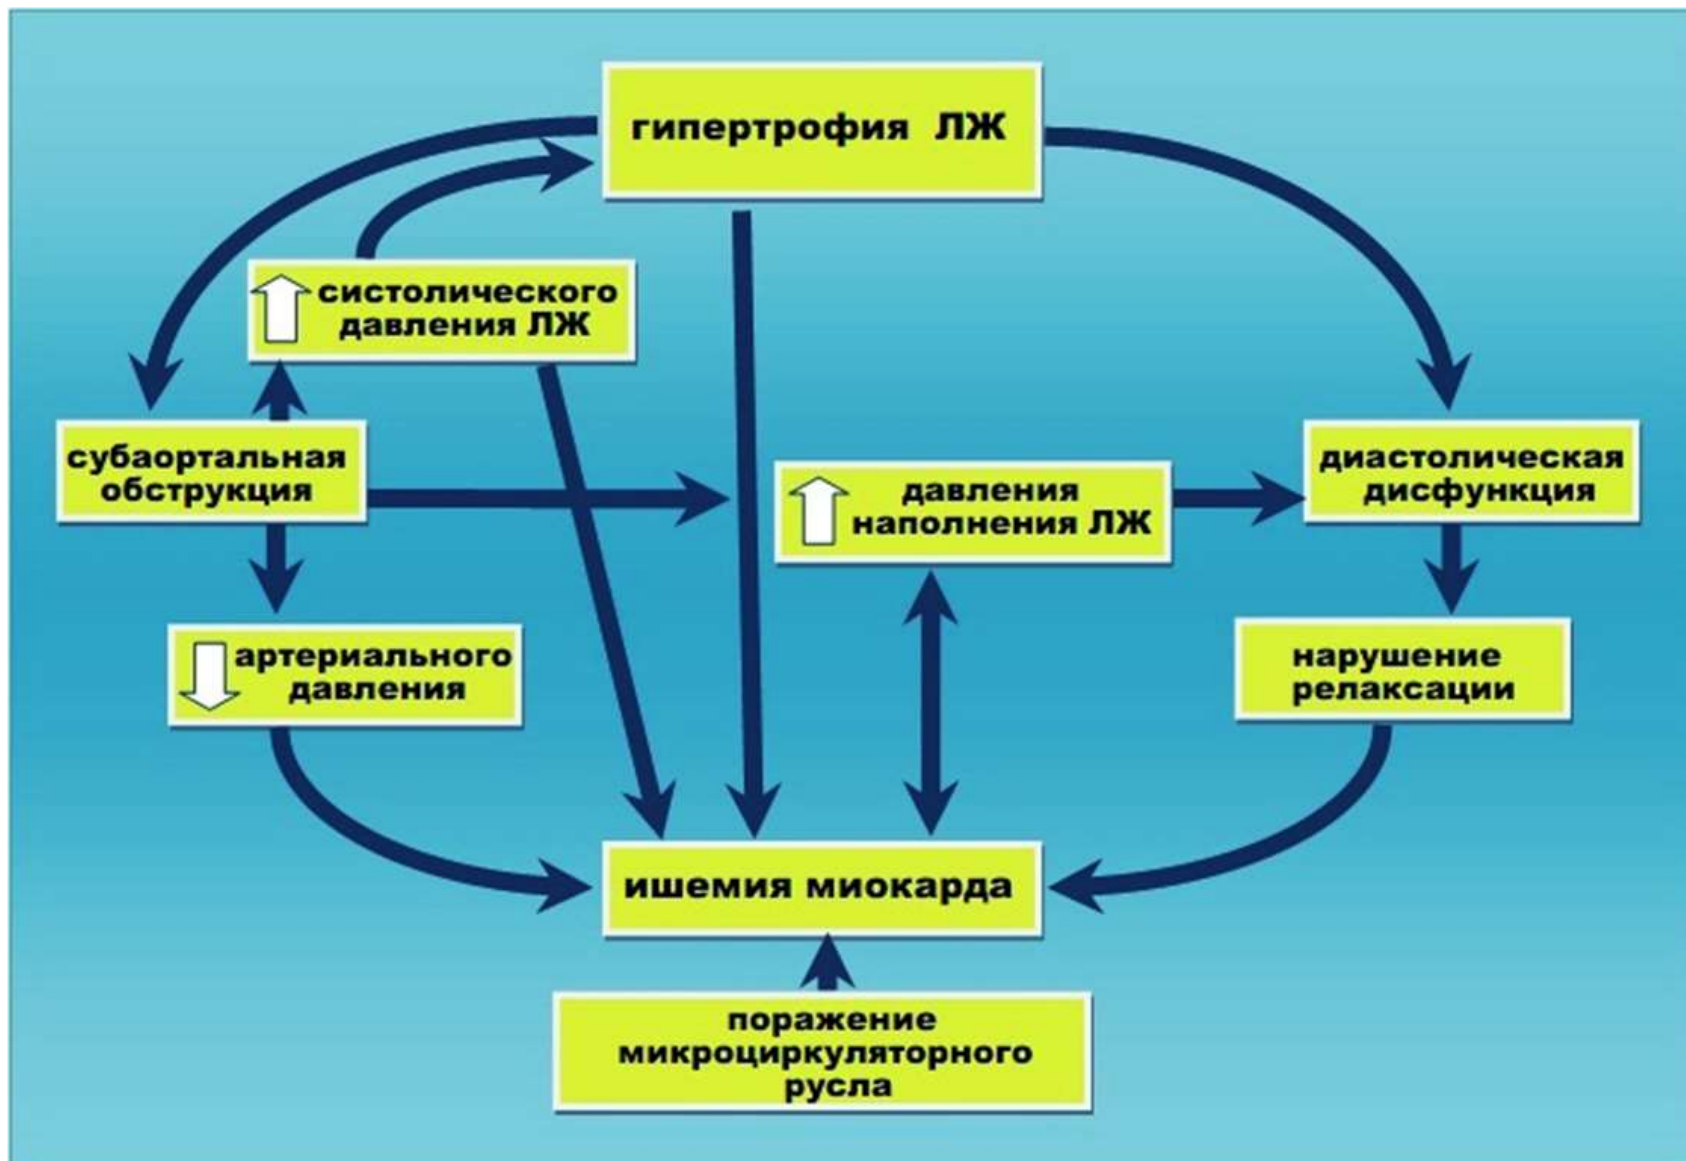 гипертрофия ЛЖ
систолического
давления ЛЖ
субаортальная
обструкция
давления
наполнения ЛЖ
диастолическая
дисфункция
артериального
давления
нарушение
релаксации
ишемия миокарда
поражение
микроциркуляторного
русла